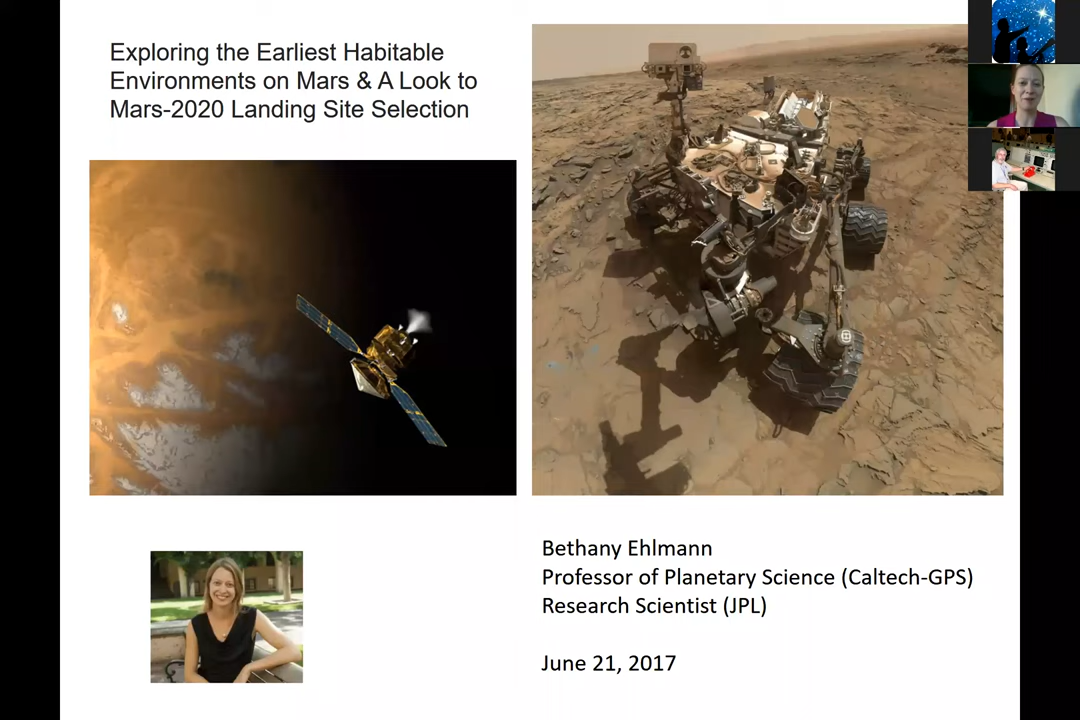 Exploring the Earliest Habitable
Environments on Mars & A Look to
Mars-2020 Landing Site Selection
Bethany Ehlmann
Professor of Planetary Science (Caltech-GPS)
Research Scientist (JPL)
June 21, 2017